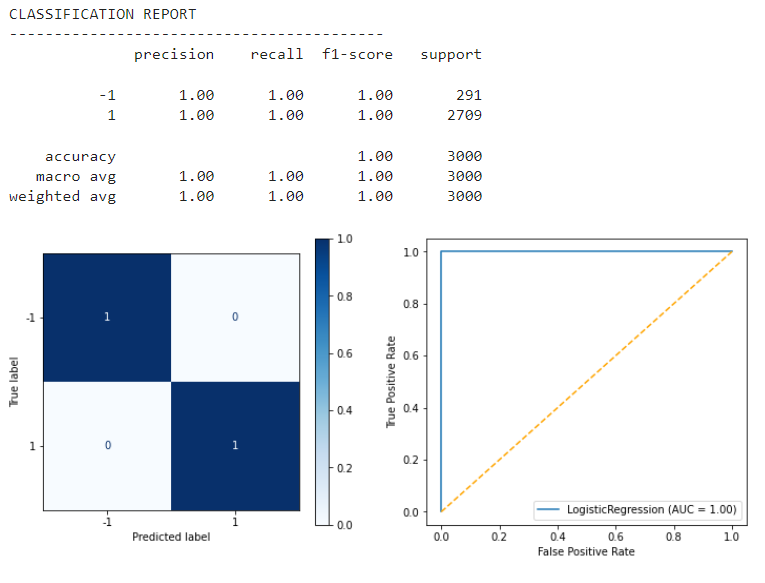 CLASSIFICATION REPORT
------------------------------------------
precision recall f1-score support
-1 1.00 1.00 1.00 291
1 1.00 1.00 1.00 2709
accuracy 1.00 3000
macro avg 1.00 1.00 1.00 3000
weighted avg 1.00 1.00 1.00 3000
True label
-1
1
1 0
0 1
-1 1
Predicted label
1.0
0.8
0.6
0.4
0.2
0.0
True Positive Rate
1.0
0.8
0.6
0.4
0.2
0.0
LogisticRegression (AUC = 1.00)
0.0 0.2 0.4 0.6 0.8 1.0
False Positive Rate